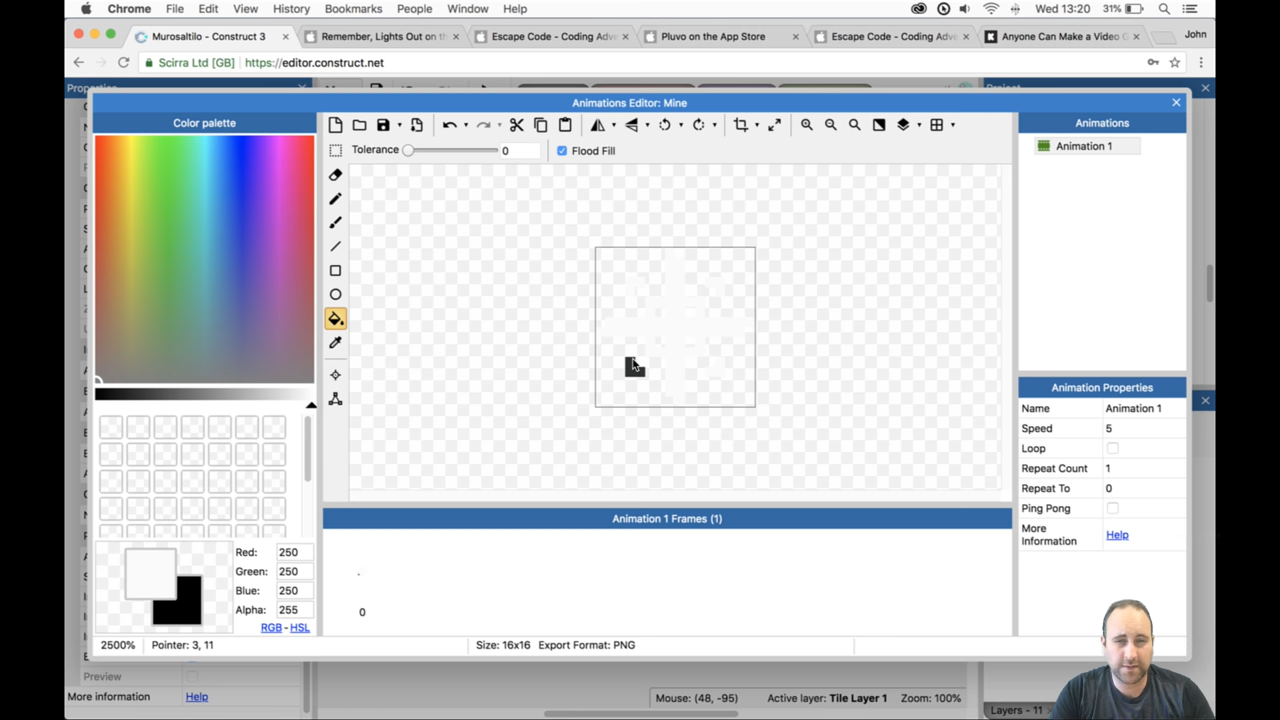 Chrome File Edit View History Bookmarks People Window Help Wed 13:20 31%
Murosaltilo - Construct 3 Remember, Lights Out on th Escape Code - Coding Adve Pluvo on the App Store Escape Code - Coding Adve Anyone Can Make a Video G John
Scirra Ltd [GB] https://editor.construct.net
Animations Editor: Mine
Color palette
Animations
Tolerance 0 Flood Fill
Animation 1
Animation Properties
Name Animation 1
Speed 5
Loop
Repeat Count 1
Repeat To 0
Ping Pong
More Information Help
Animation 1 Frames (1)
0
Red: 250
Green: 250
Blue: 250
Alpha: 255
RGB - HSL
2500% Pointer: 3, 11 Size: 16x16 Export Format: PNG
Preview
More information Help
Mouse: (48, -95) Active layer: Tile Layer 1 Zoom: 100%
Layers - 11